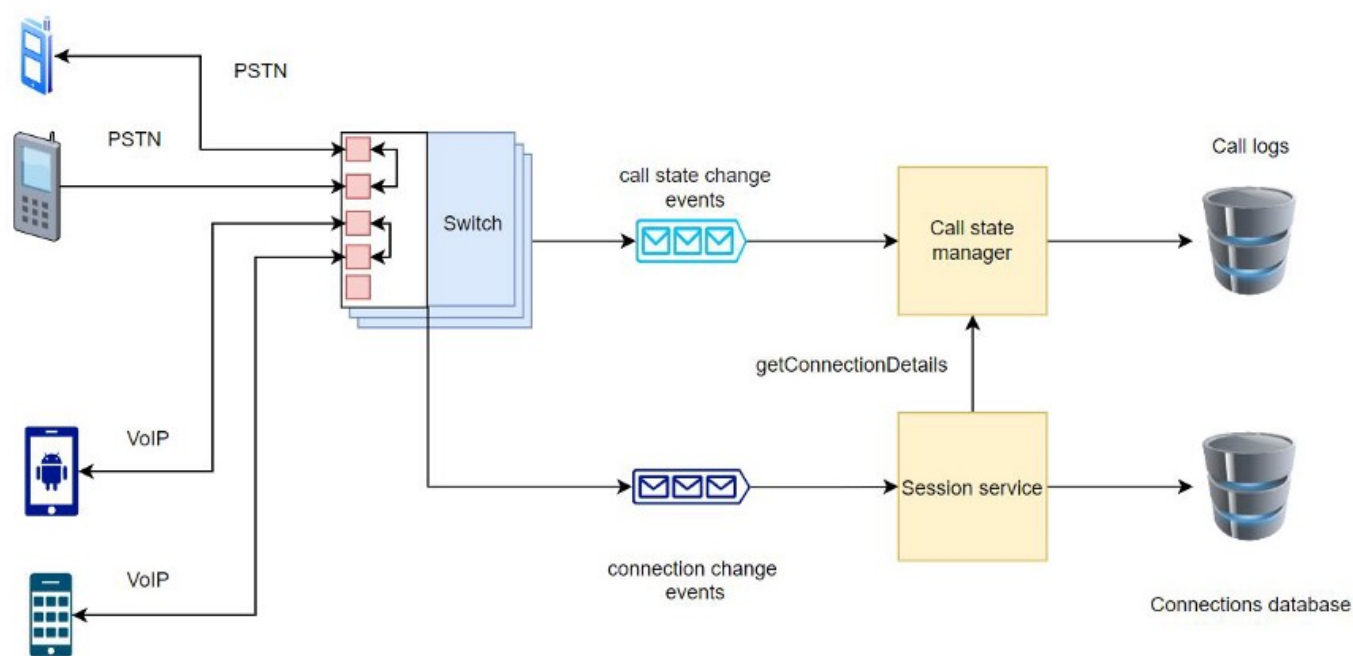 PSTN
PSTN
Switch
call state change
events
Call state
manager
Call logs
getConnectionDetails
VoIP
VoIP
connection change
events
Session service
Connections database